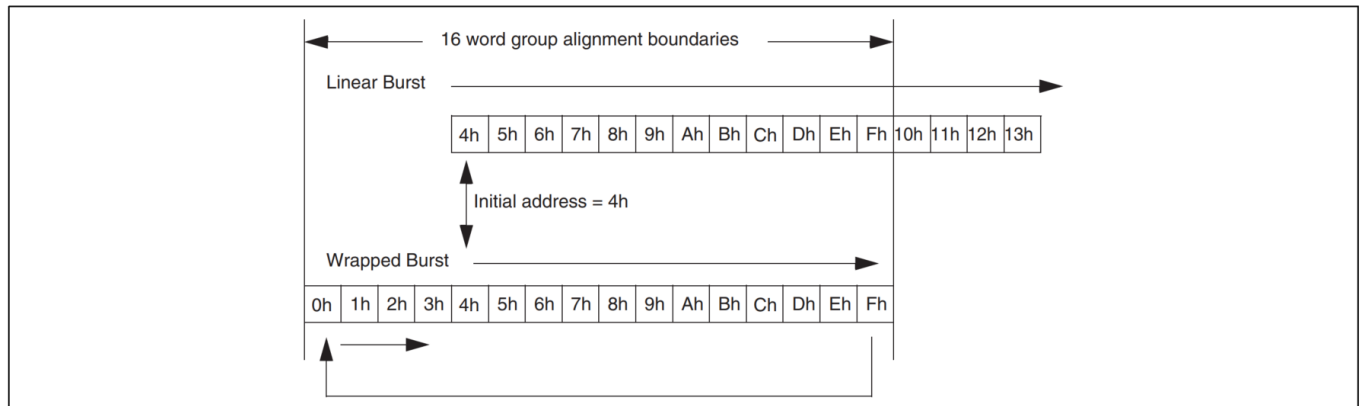 16 word group alignment boundaries
Linear Burst
4h 5h 6h 7h 8h 9h Ah Bh Ch Dh Eh Fh 10h 11h 12h 13h
Initial address = 4h
Wrapped Burst
0h 1h 2h 3h 4h 5h 6h 7h 8h 9h Ah Bh Ch Dh Eh Fh